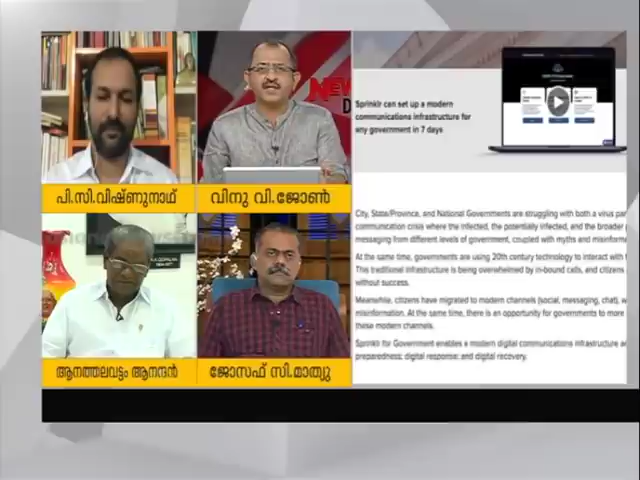 NEWS
പി.സി.വിഷ്ണുനാഥ്
വിനു വി.ജോൺ
ആനത്തലവട്ടം ആനന്ദൻ
ജോസഫ് സി.മാത്യു
Sprinklr can set up a modern
communications infrastructure for
any government in 7 days
City, State/Province, and National Governments are struggling with both a virus
communication crisis where the infected, the potentially infected, and the broader
messaging from different levels of government, coupled with myths and
At the same time, governments are using 20th century technology to interact with
This traditional infrastructure is being overwhelmed by in-bound calls, and citizens
without success.
Meanwhile, citizens have migrated to modern channels (social, messaging, chat),
misinformation. At the same time, there is an opportunity for governments to more
these modern channels.
Sprinklr for Government enables a modern digital communications infrastructure
preparedness; digital response; and digital recovery.